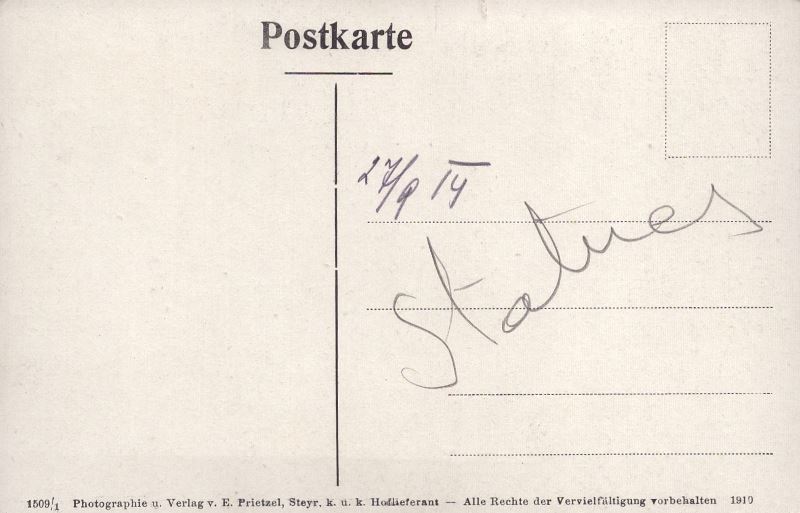 Postkarte
27/9 14
Statues
1509/1 Photographie u. Verlag v. E. Prietzel, Steyr, k. u. k. Hoflieferant — Alle Rechte der Vervielfältigung vorbehalten 1910